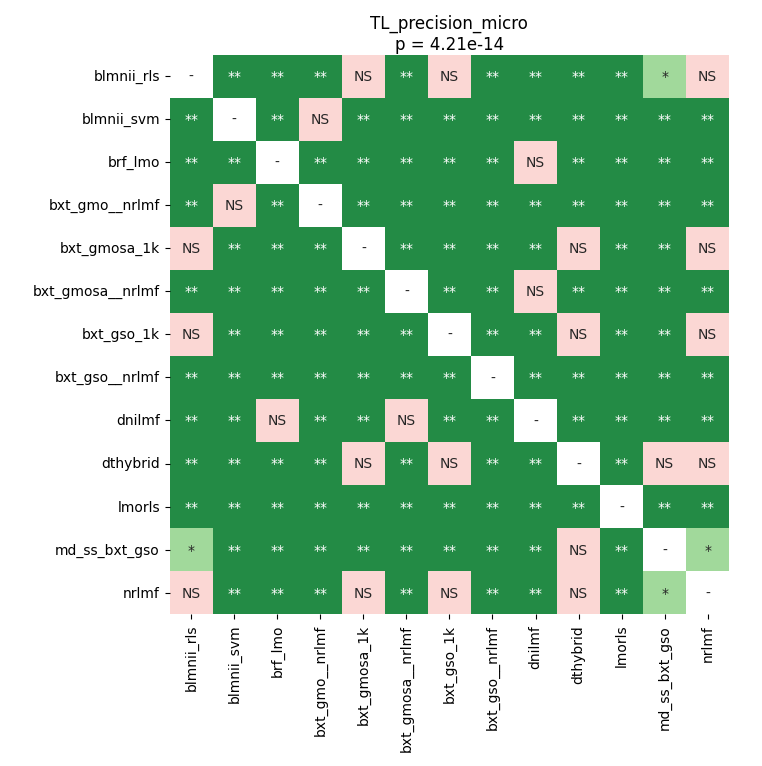 TL_precision_micro
p = 4.21e-14
blmnii_rls - ** ** ** NS ** NS ** ** ** ** * NS
blmnii_svm ** - ** NS ** ** ** ** ** ** ** ** **
brf_lmo ** ** - ** ** ** ** ** NS ** ** ** **
bxt_gmo__nrlmf ** NS ** - ** ** ** ** ** ** ** ** **
bxt_gmosa_1k NS ** ** ** - ** ** ** ** NS ** ** NS
bxt_gmosa__nrlmf ** ** ** ** ** - ** ** NS ** ** ** **
bxt_gso_1k NS ** ** ** ** ** - ** ** NS ** ** NS
bxt_gso__nrlmf ** ** ** ** ** ** ** - ** ** ** ** **
dnilmf ** ** NS ** ** NS ** ** - ** ** ** **
dthybrid ** ** ** ** NS ** NS ** ** - ** NS NS
lmorls ** ** ** ** ** ** ** ** ** ** - ** **
md_ss_bxt_gso * ** ** ** ** ** ** ** ** NS ** - *
nrlmf NS ** ** ** NS ** NS ** ** NS ** * -
blmnii_rls
blmnii_svm
brf_lmo
bxt_gmo__nrlmf
bxt_gmosa_1k
bxt_gmosa__nrlmf
bxt_gso_1k
bxt_gso__nrlmf
dnilmf
dthybrid
lmorls
md_ss_bxt_gso
nrlmf